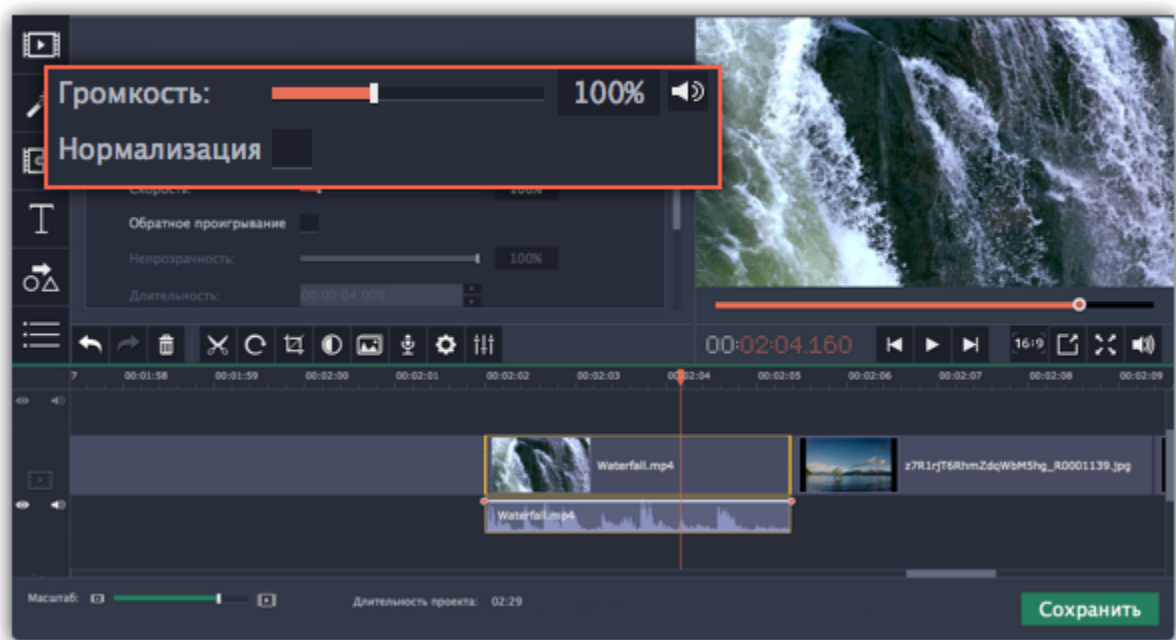 Громкость: 100%
Нормализация
Скорость: 100%
Обратное проигрывание
Непрозрачность: 100%
Длительность: 00:00:04.000
T
00:02:04.160
16:9
7 00:01:58 00:01:59 00:02:00 00:02:01 00:02:02 00:02:03 00:02:04 00:02:05 00:02:06 00:02:07 00:02:08 00:02:09
Waterfall.mp4
z7R1rjT6RhmZdqWbM5hg_R0001139.jpg
Waterfall.mp4
Масштаб:
Длительность проекта: 02:29
Сохранить